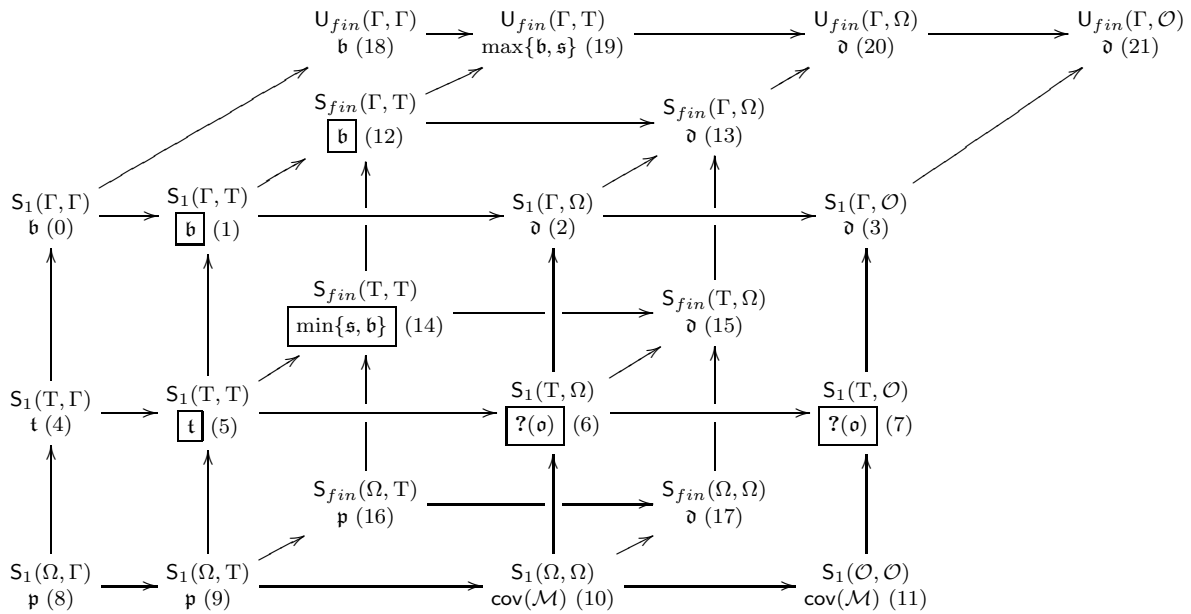 U_fin(Γ, Γ) U_fin(Γ, T) U_fin(Γ, Ω) U_fin(Γ, 𝒪)
𝔟 (18) max{𝔟, 𝔰} (19) 𝔡 (20) 𝔡 (21)
S_fin(Γ, T) S_fin(Γ, Ω)
𝔟 (12) 𝔡 (13)
S_1(Γ, Γ) S_1(Γ, T) S_1(Γ, Ω) S_1(Γ, 𝒪)
𝔟 (0) 𝔟 (1) 𝔡 (2) 𝔡 (3)
S_fin(T, T) S_fin(T, Ω)
min{𝔰, 𝔟} (14) 𝔡 (15)
S_1(T, Γ) S_1(T, T) S_1(T, Ω) S_1(T, 𝒪)
𝔱 (4) 𝔱 (5) ?(𝔬) (6) ?(𝔬) (7)
S_fin(Ω, T) S_fin(Ω, Ω)
𝔭 (16) 𝔡 (17)
S_1(Ω, Γ) S_1(Ω, T) S_1(Ω, Ω) S_1(𝒪, 𝒪)
𝔭 (8) 𝔭 (9) cov(ℳ) (10) cov(ℳ) (11)